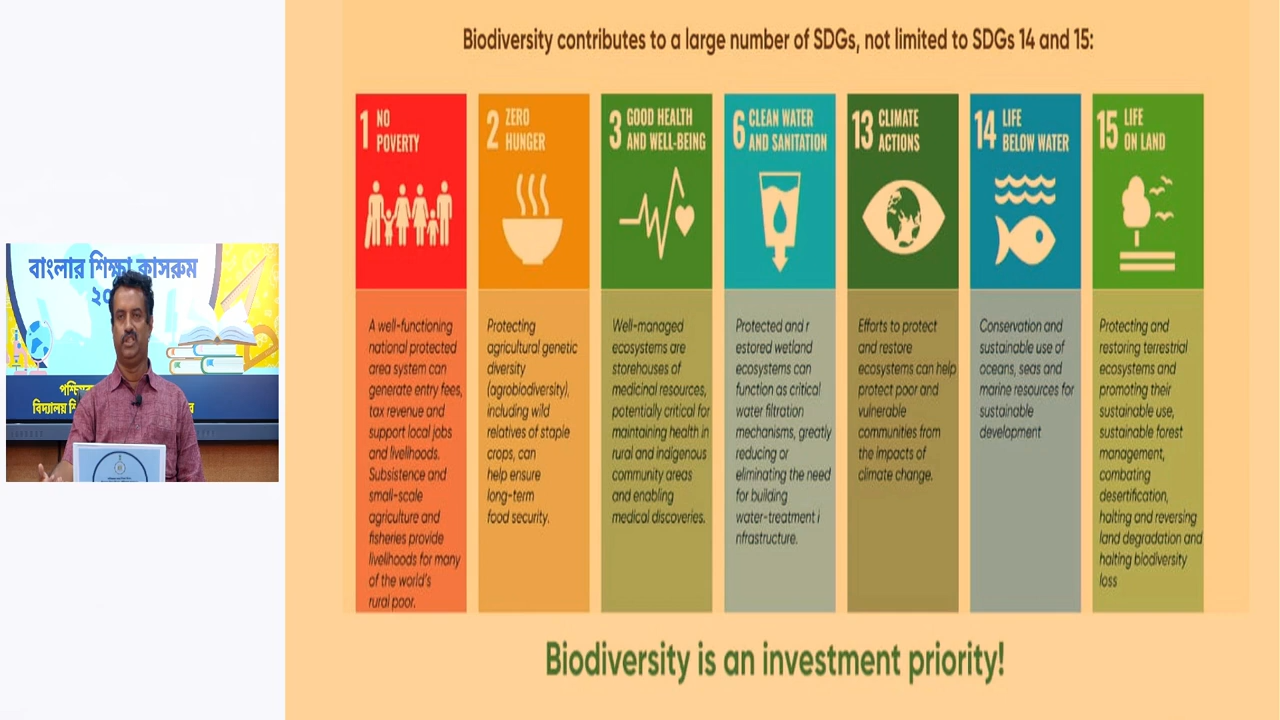 Biodiversity contributes to a large number of SDGs, not limited to SDGs 14 and 15:
1 NO
POVERTY
A well-functioning
national protected
area system can
generate entry fees,
tax revenue and
support local jobs
and livelihoods.
Subsistence and
small-scale
agriculture and
fisheries provide
livelihoods for many
of the world's
rural poor.
2 ZERO
HUNGER
Protecting
agricultural genetic
diversity
(agrobiodiversity),
including wild
relatives of staple
crops, can
help ensure
long-term
food security.
3 GOOD HEALTH
AND WELL-BEING
Well-managed
ecosystems are
storehouses of
medicinal resources,
potentially critical for
maintaining health in
rural and indigenous
community areas
and enabling
medical discoveries.
6 CLEAN WATER
AND SANITATION
Protected and r
estored wetland
ecosystems can
function as critical
water filtration
mechanisms, greatly
reducing or
eliminating the need
for building
water-treatment i
nfrastructure.
13 CLIMATE
ACTIONS
Efforts to protect
and restore
ecosystems can help
protect poor and
vulnerable
communities from
the impacts of
climate change.
14 LIFE
BELOW WATER
Conservation and
sustainable use of
oceans, seas and
marine resources for
sustainable
development
15 LIFE
ON LAND
Protecting and
restoring terrestrial
ecosystems and
promoting their
sustainable use,
sustainable forest
management,
combating
desertification,
halting and reversing
land degradation and
halting biodiversity
loss
Biodiversity is an investment priority!
বাংলার শিক্ষা
বিদ্যালয়